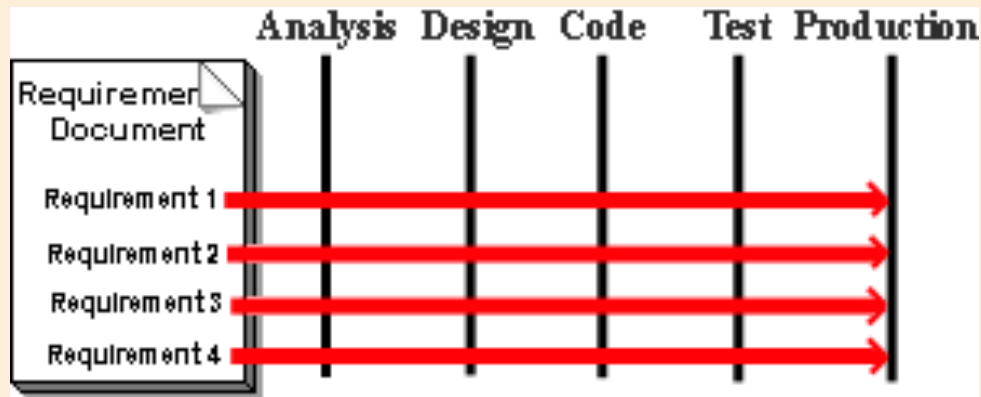 Analysis Design Code Test Production
Requiremen
Document
Requirement 1
Requirement 2
Requirement 3
Requirement 4